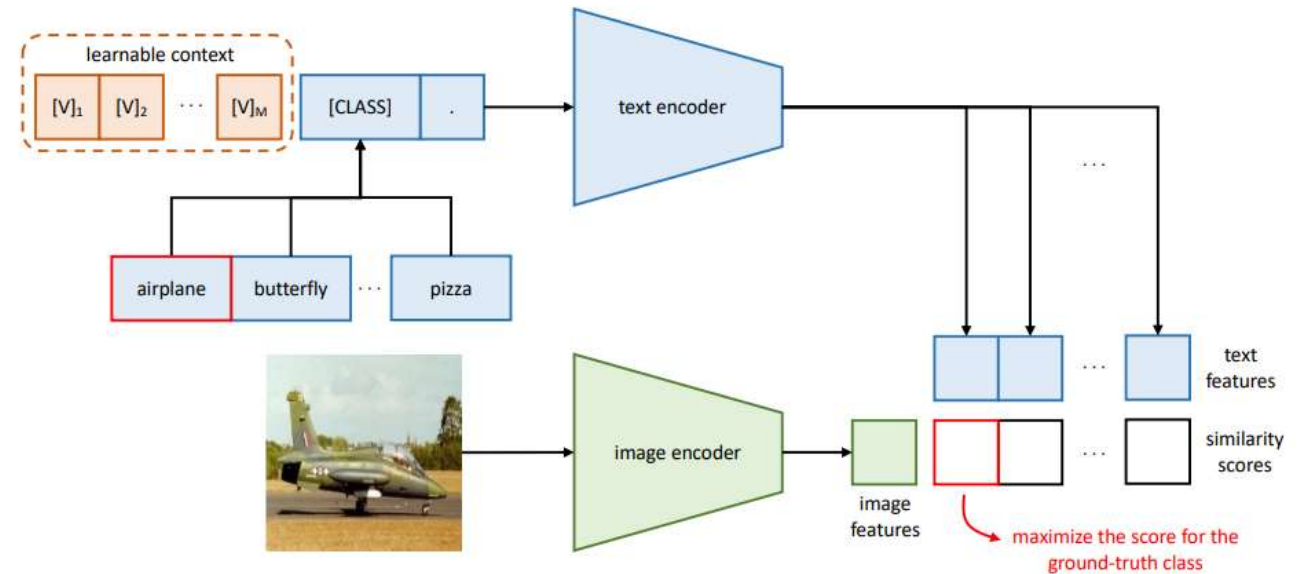 learnable context
[V]₁ [V]₂ ... [V]ᴍ [CLASS] .
text encoder
...
airplane butterfly ... pizza
... text
features
image encoder
... similarity
scores
image
features
maximize the score for the
ground-truth class